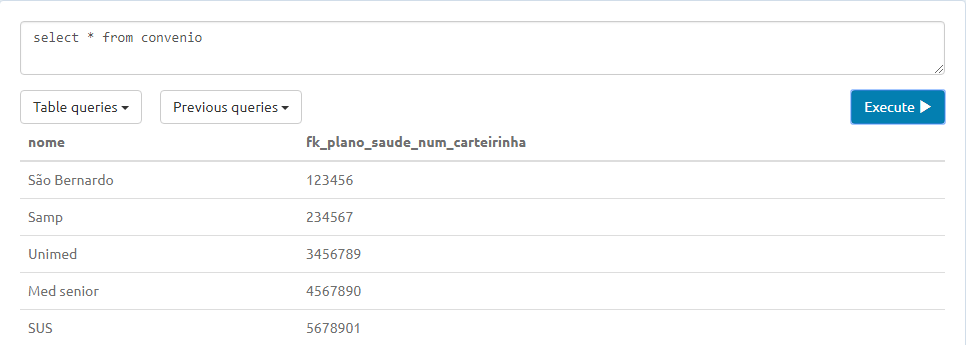 select * from convenio
Table queries Previous queries Execute
nome fk_plano_saude_num_carteirinha
São Bernardo 123456
Samp 234567
Unimed 3456789
Med senior 4567890
SUS 5678901